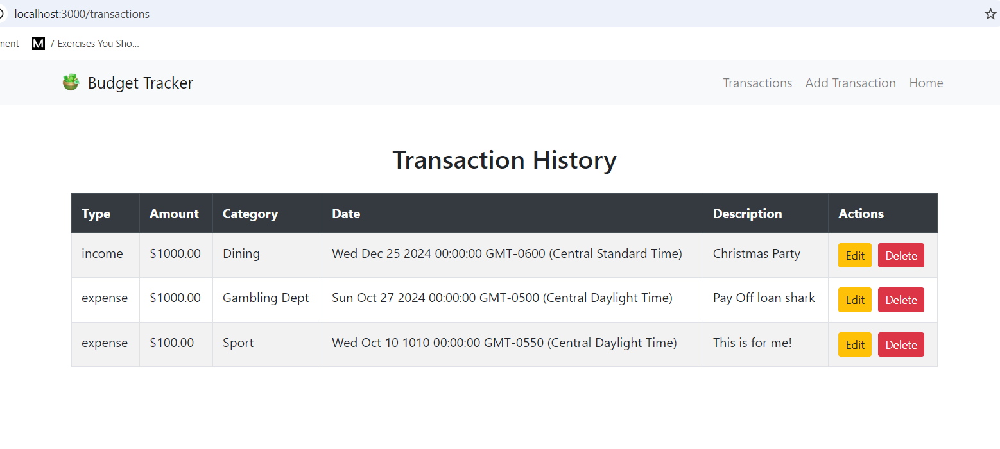 localhost:3000/transactions
ment 7 Exercises You Sho...
Budget Tracker Transactions Add Transaction Home
Transaction History
Type Amount Category Date Description Actions
income $1000.00 Dining Wed Dec 25 2024 00:00:00 GMT-0600 (Central Standard Time) Christmas Party Edit Delete
expense $1000.00 Gambling Dept Sun Oct 27 2024 00:00:00 GMT-0500 (Central Daylight Time) Pay Off loan shark Edit Delete
expense $100.00 Sport Wed Oct 10 1010 00:00:00 GMT-0550 (Central Daylight Time) This is for me! Edit Delete